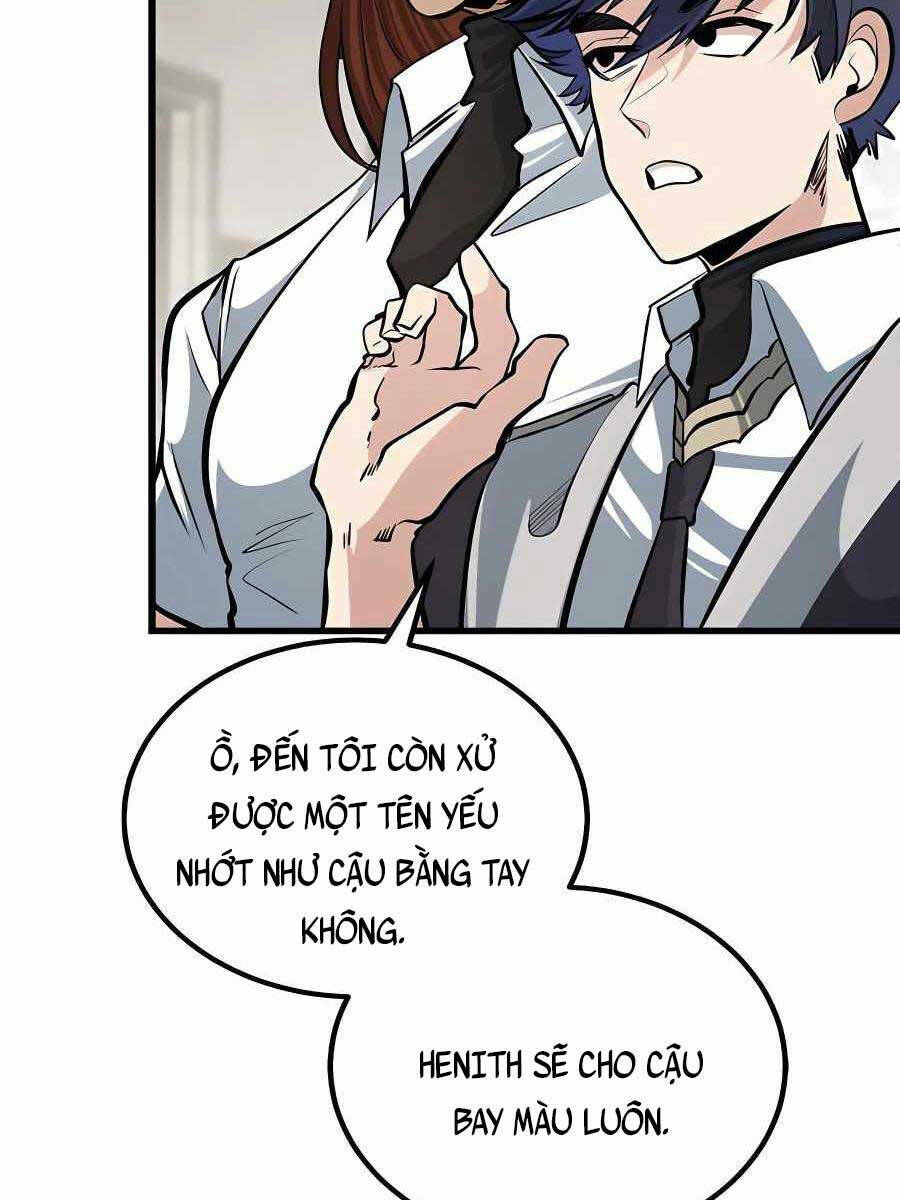 Ồ, ĐẾN TÔI CÒN XỬ
ĐƯỢC MỘT TÊN YẾU
NHỚT NHƯ CẬU BẰNG TAY
KHÔNG.
HENITH SẼ CHO CẬU
BAY MÀU LUÔN.